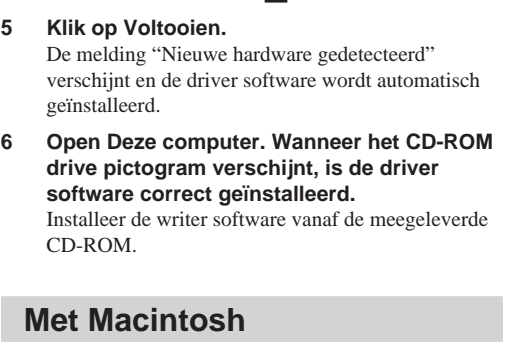 5 Klik op Voltooien.
De melding “Nieuwe hardware gedetecteerd”
verschijnt en de driver software wordt automatisch
geïnstalleerd.
6 Open Deze computer. Wanneer het CD-ROM
drive pictogram verschijnt, is de driver
software correct geïnstalleerd.
Installeer de writer software vanaf de meegeleverde
CD-ROM.
Met Macintosh